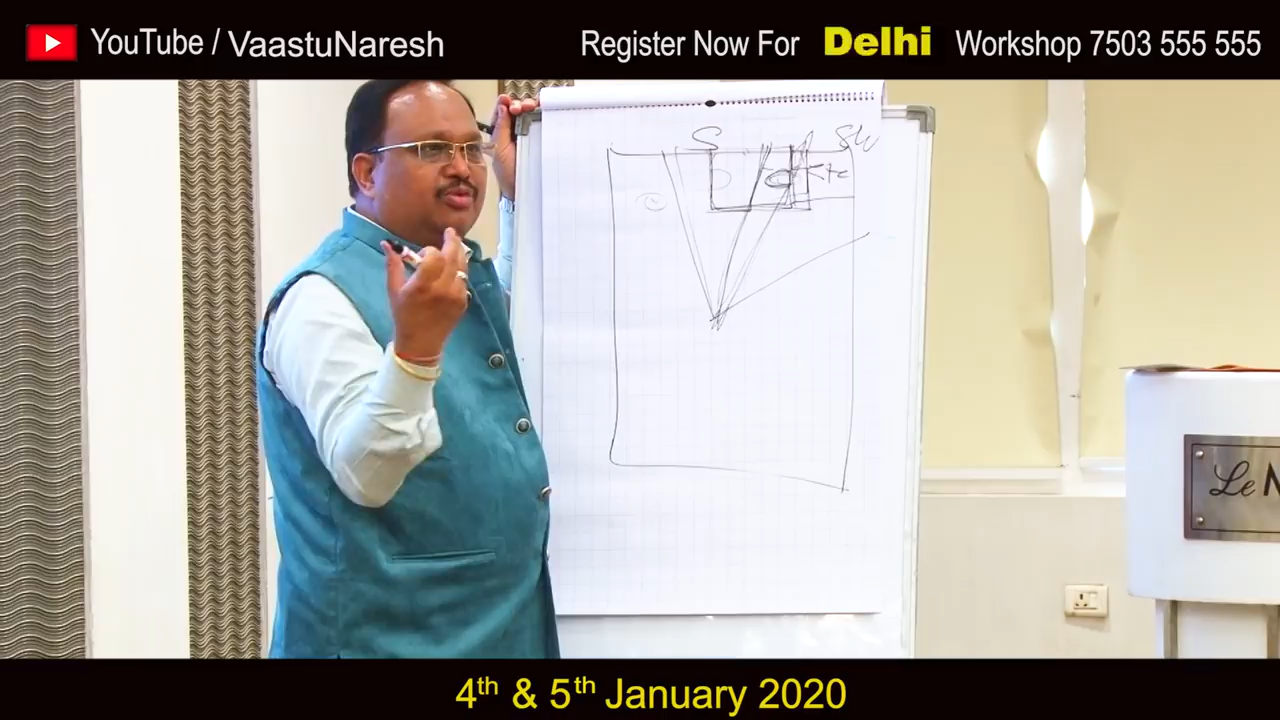 YouTube / VaastuNaresh
Register Now For Delhi Workshop 7503 555 555
S
SW
Le
4th & 5th January 2020